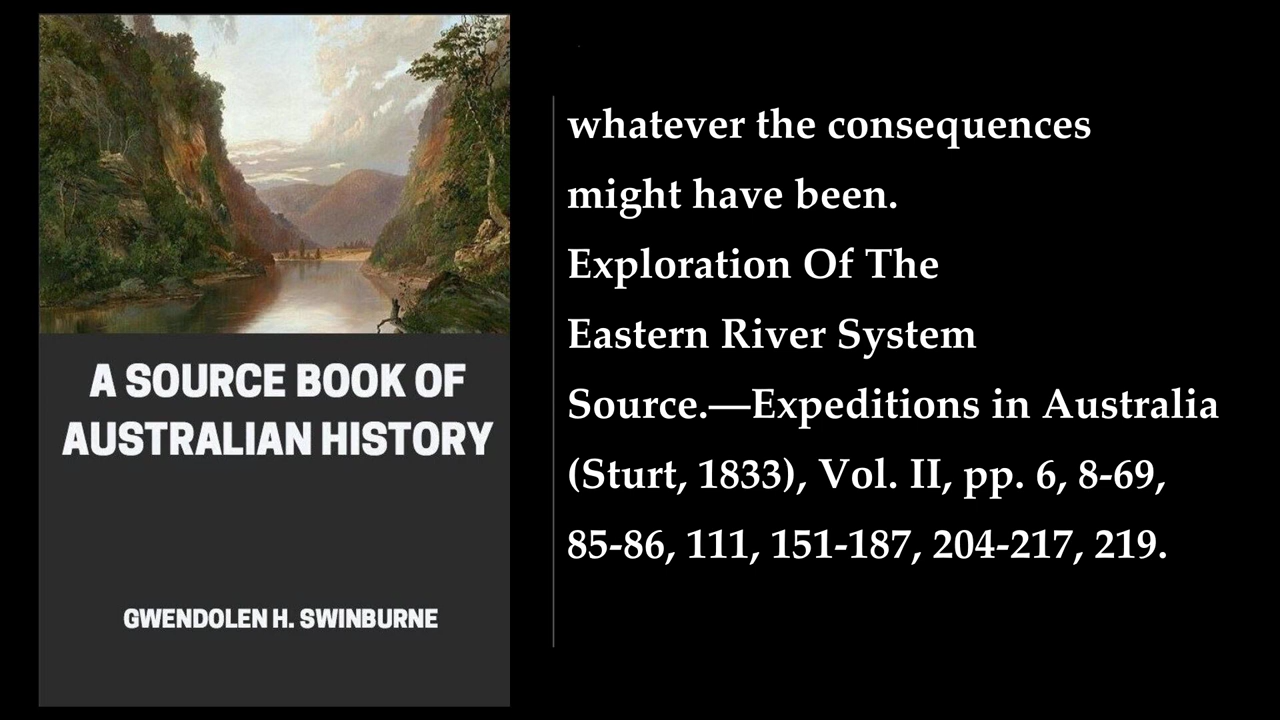 A SOURCE BOOK OF
AUSTRALIAN HISTORY
GWENDOLEN H. SWINBURNE
whatever the consequences
might have been.
Exploration Of The
Eastern River System
Source.—Expeditions in Australia
(Sturt, 1833), Vol. II, pp. 6, 8-69,
85-86, 111, 151-187, 204-217, 219.